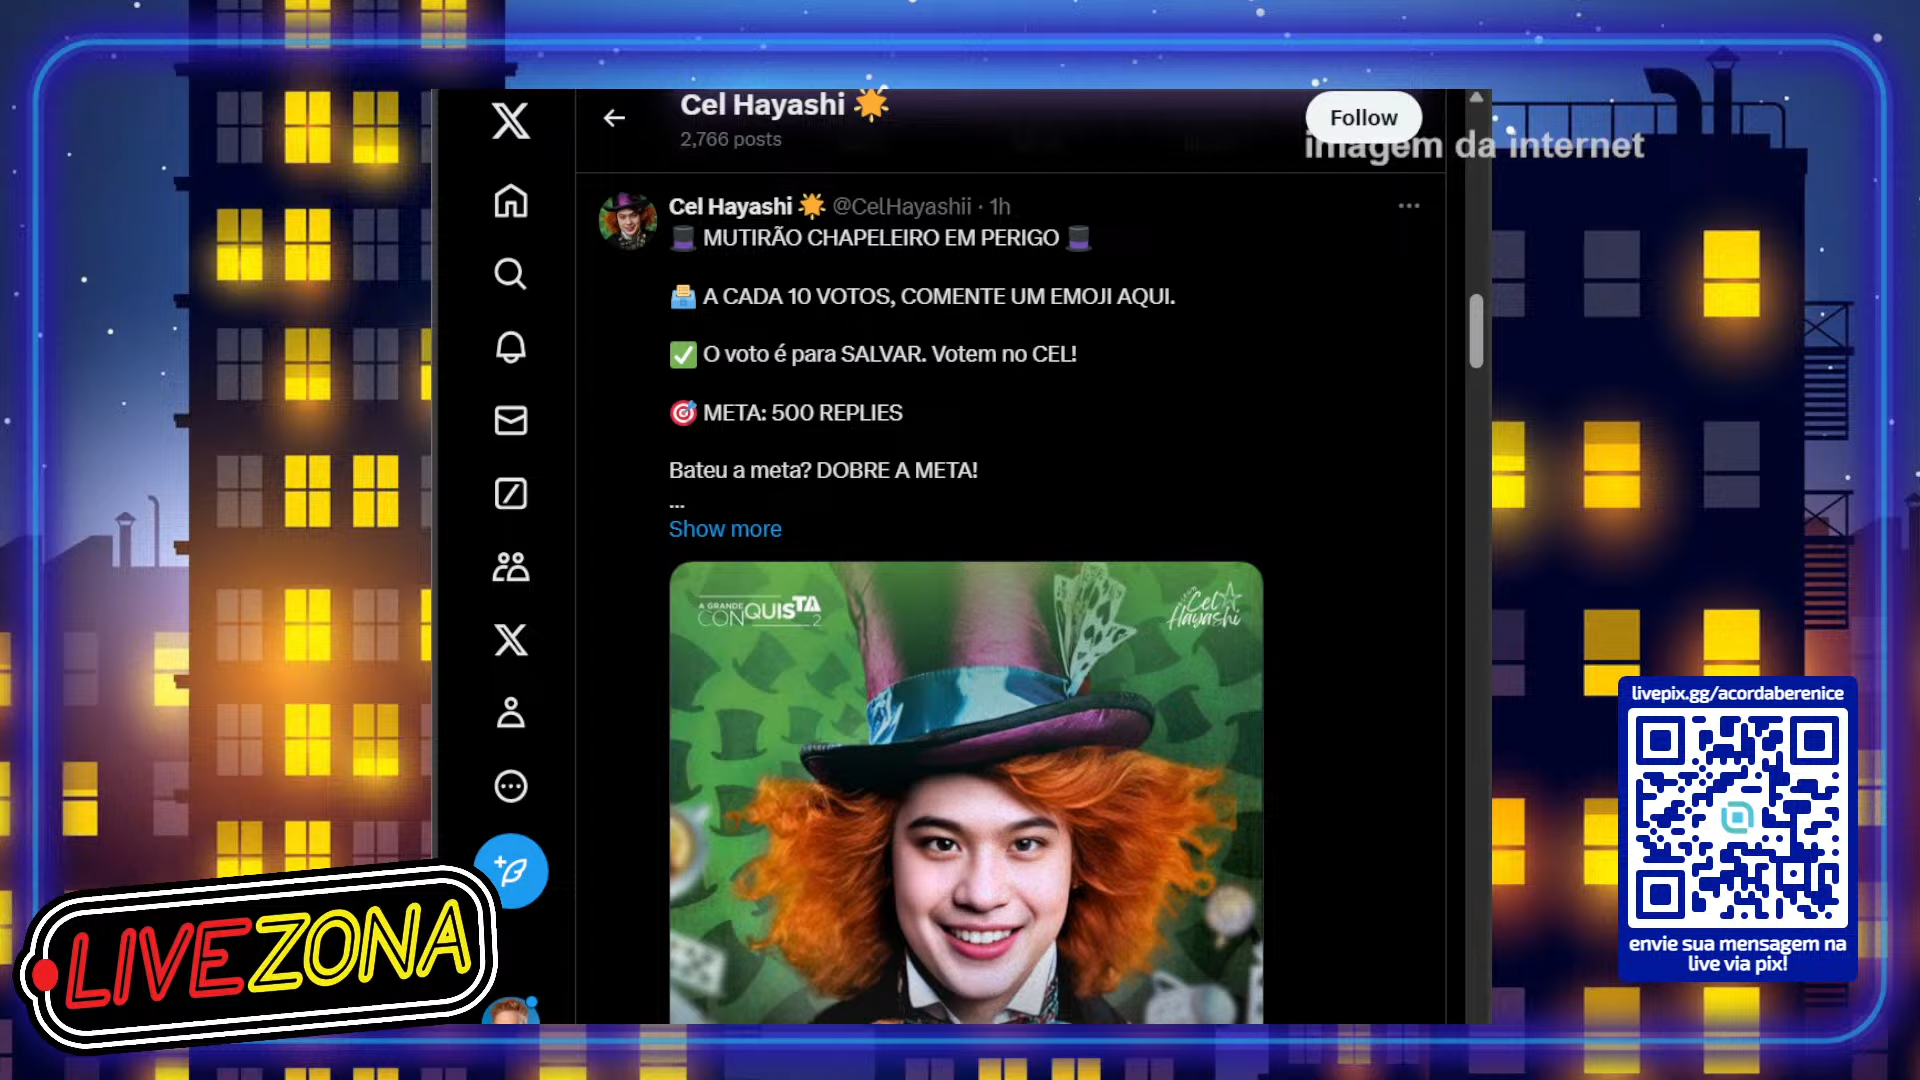 Cel Hayashi
2,766 posts
Follow
imagem da internet
Cel Hayashi @CelHayashii · 1h
MUTIRÃO CHAPELEIRO EM PERIGO
A CADA 10 VOTOS, COMENTE UM EMOJI AQUI.
O voto é para SALVAR. Votem no CEL!
META: 500 REPLIES
Bateu a meta? DOBRE A META!
...
Show more
A GRANDE
CONQUISTA
2
Cel
Hayashi
LIVEZONA
livepix.gg/acordaberenice
envie sua mensagem na
live via pix!